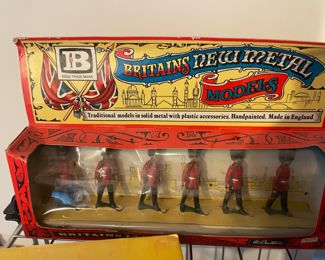 B
REGD TRADE MARK
BRITAINS NEW METAL
MODELS
Traditional models in solid metal with plastic accessories. Handpainted. Made in England.
BRITAINS